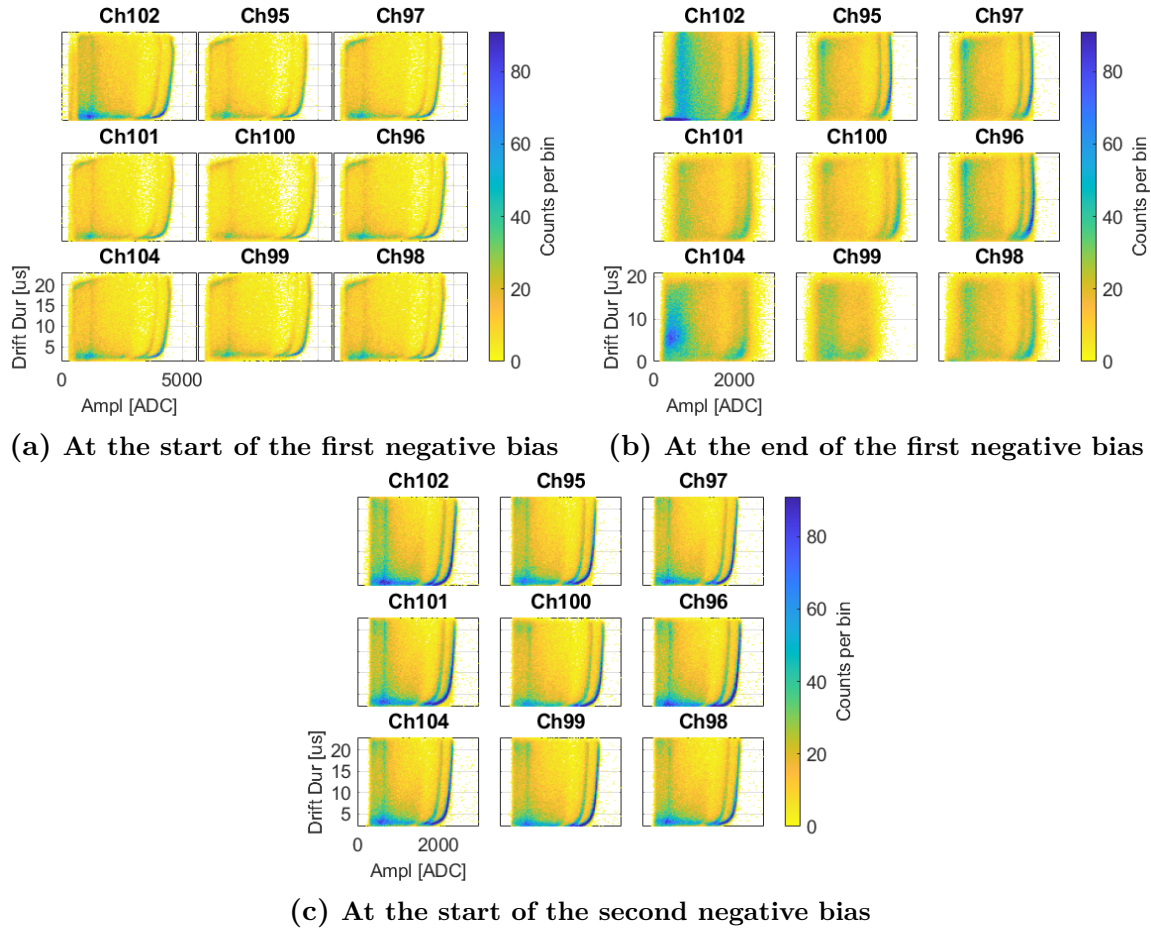 Ch102 Ch95 Ch97
Ch101 Ch100 Ch96
Ch104 Ch99 Ch98
Drift Dur [us]
20
15
10
5
0 5000
Ampl [ADC]
80
60
40
20
0
Counts per bin
(a) At the start of the first negative bias
Ch102 Ch95 Ch97
Ch101 Ch100 Ch96
Ch104 Ch99 Ch98
Drift Dur [us]
20
10
0
0 2000
Ampl [ADC]
80
60
40
20
0
Counts per bin
(b) At the end of the first negative bias
Ch102 Ch95 Ch97
Ch101 Ch100 Ch96
Ch104 Ch99 Ch98
Drift Dur [us]
20
15
10
5
0 2000
Ampl [ADC]
80
60
40
20
0
Counts per bin
(c) At the start of the second negative bias